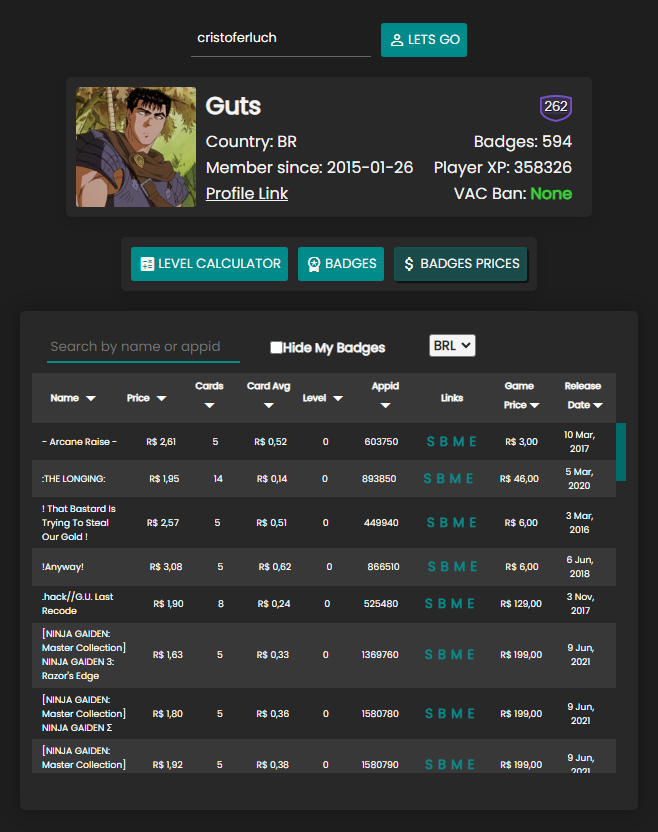 cristoferluch
LETS GO
Guts
262
Country: BR
Badges: 594
Member since: 2015-01-26
Player XP: 358326
Profile Link
VAC Ban: None
LEVEL CALCULATOR
BADGES
BADGES PRICES
Search by name or appid
Hide My Badges
BRL
Name Price Cards Card Avg Level Appid Links Game Price Release Date
- Arcane Raise - R$ 2,61 5 R$ 0,52 0 603750 S B M E R$ 3,00 10 Mar, 2017
:THE LONGING: R$ 1,95 14 R$ 0,14 0 893850 S B M E R$ 46,00 5 Mar, 2020
! That Bastard Is Trying To Steal Our Gold ! R$ 2,57 5 R$ 0,51 0 449940 S B M E R$ 6,00 3 Mar, 2016
!Anyway! R$ 3,08 5 R$ 0,62 0 866510 S B M E R$ 6,00 6 Jun, 2018
.hack//G.U. Last Recode R$ 1,90 8 R$ 0,24 0 525480 S B M E R$ 129,00 3 Nov, 2017
[NINJA GAIDEN: Master Collection] NINJA GAIDEN 3: Razor's Edge R$ 1,63 5 R$ 0,33 0 1369760 S B M E R$ 199,00 9 Jun, 2021
[NINJA GAIDEN: Master Collection] NINJA GAIDEN Σ R$ 1,80 5 R$ 0,36 0 1580780 S B M E R$ 199,00 9 Jun, 2021
[NINJA GAIDEN: Master Collection] R$ 1,92 5 R$ 0,38 0 1580790 S B M E R$ 199,00 9 Jun, 2021